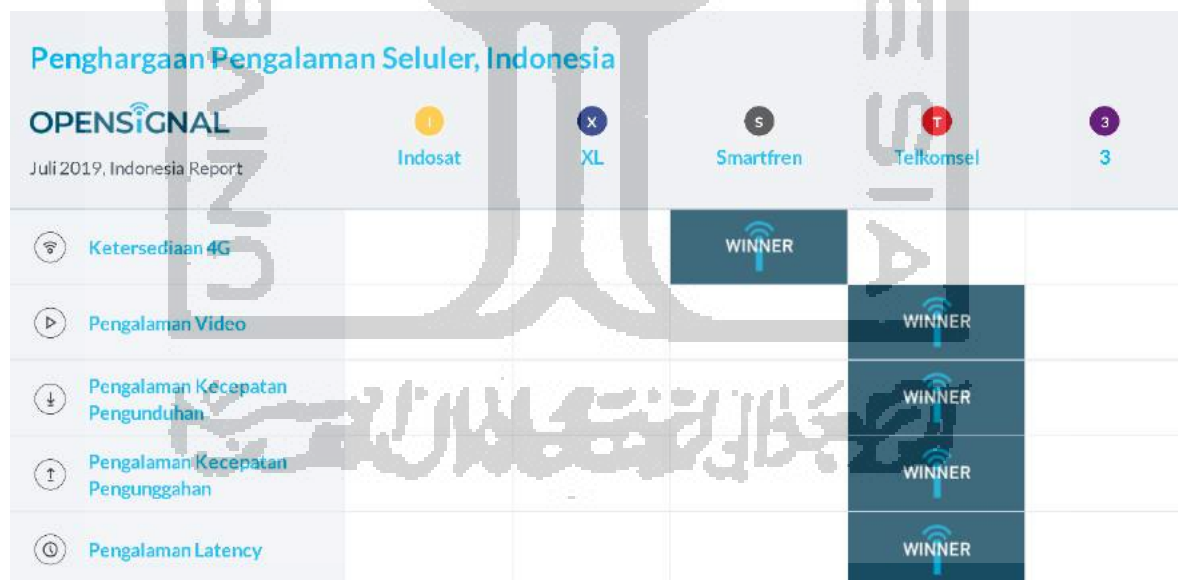 Penghargaan Pengalaman Seluler, Indonesia
OPENSIGNAL
Juli 2019, Indonesia Report
I X S T 3
Indosat XL Smartfren Telkomsel 3
Ketersediaan 4G WINNER
Pengalaman Video WINNER
Pengalaman Kecepatan
Pengunduhan WINNER
Pengalaman Kecepatan
Pengunggahan WINNER
Pengalaman Latency WINNER